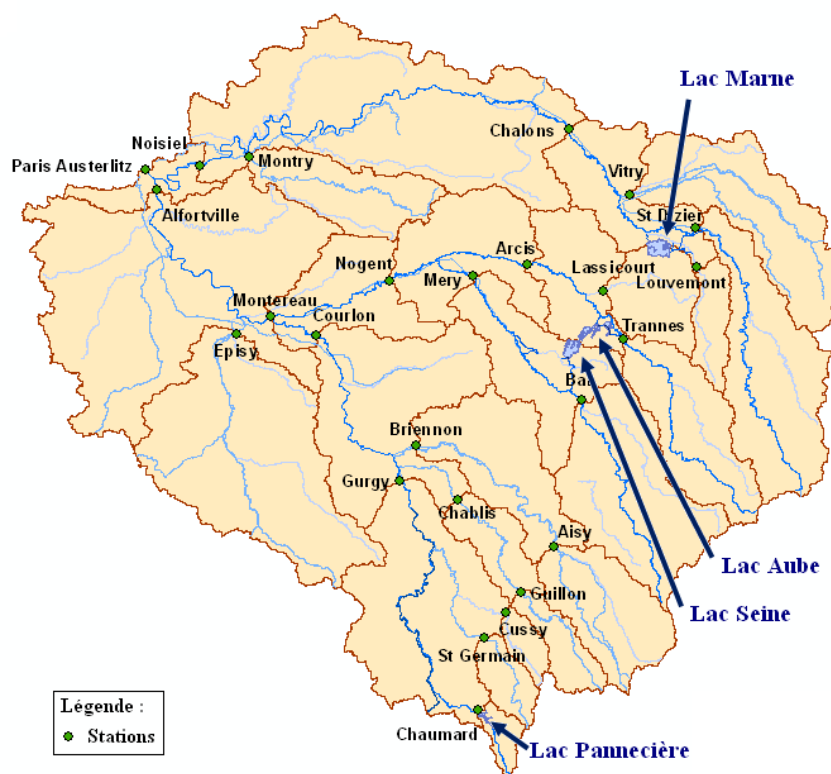 Lac Marne
Chalons
Noisiel
Montry
Paris Austerlitz
Vitry
Alfortville
St Dizier
Arcis
Nogent
Mery
Lassicourt
Louvemont
Montereau
Courlon
Trannes
Episy
Briennon
Gurgy
Chablis
Aisy
Lac Aube
Guillon
Lac Seine
Cussy
St Germain
Légende :
Stations
Chaumard
Lac Pannecière